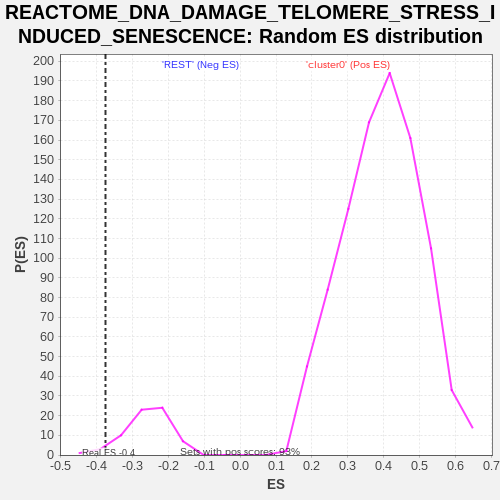 REACTOME_DNA_DAMAGE_TELOMERE_STRESS_I
NDUCED_SENESCENCE: Random ES distribution
'REST' (Neg ES)
'cluster0' (Pos ES)
200
190
180
170
160
150
140
130
120
110
100
90
80
70
60
50
40
30
20
10
0
P(ES)
Real ES -0.4
Sets with pos scores: 93%
-0.5 -0.4 -0.3 -0.2 -0.1 0.0 0.1 0.2 0.3 0.4 0.5 0.6 0.7
ES